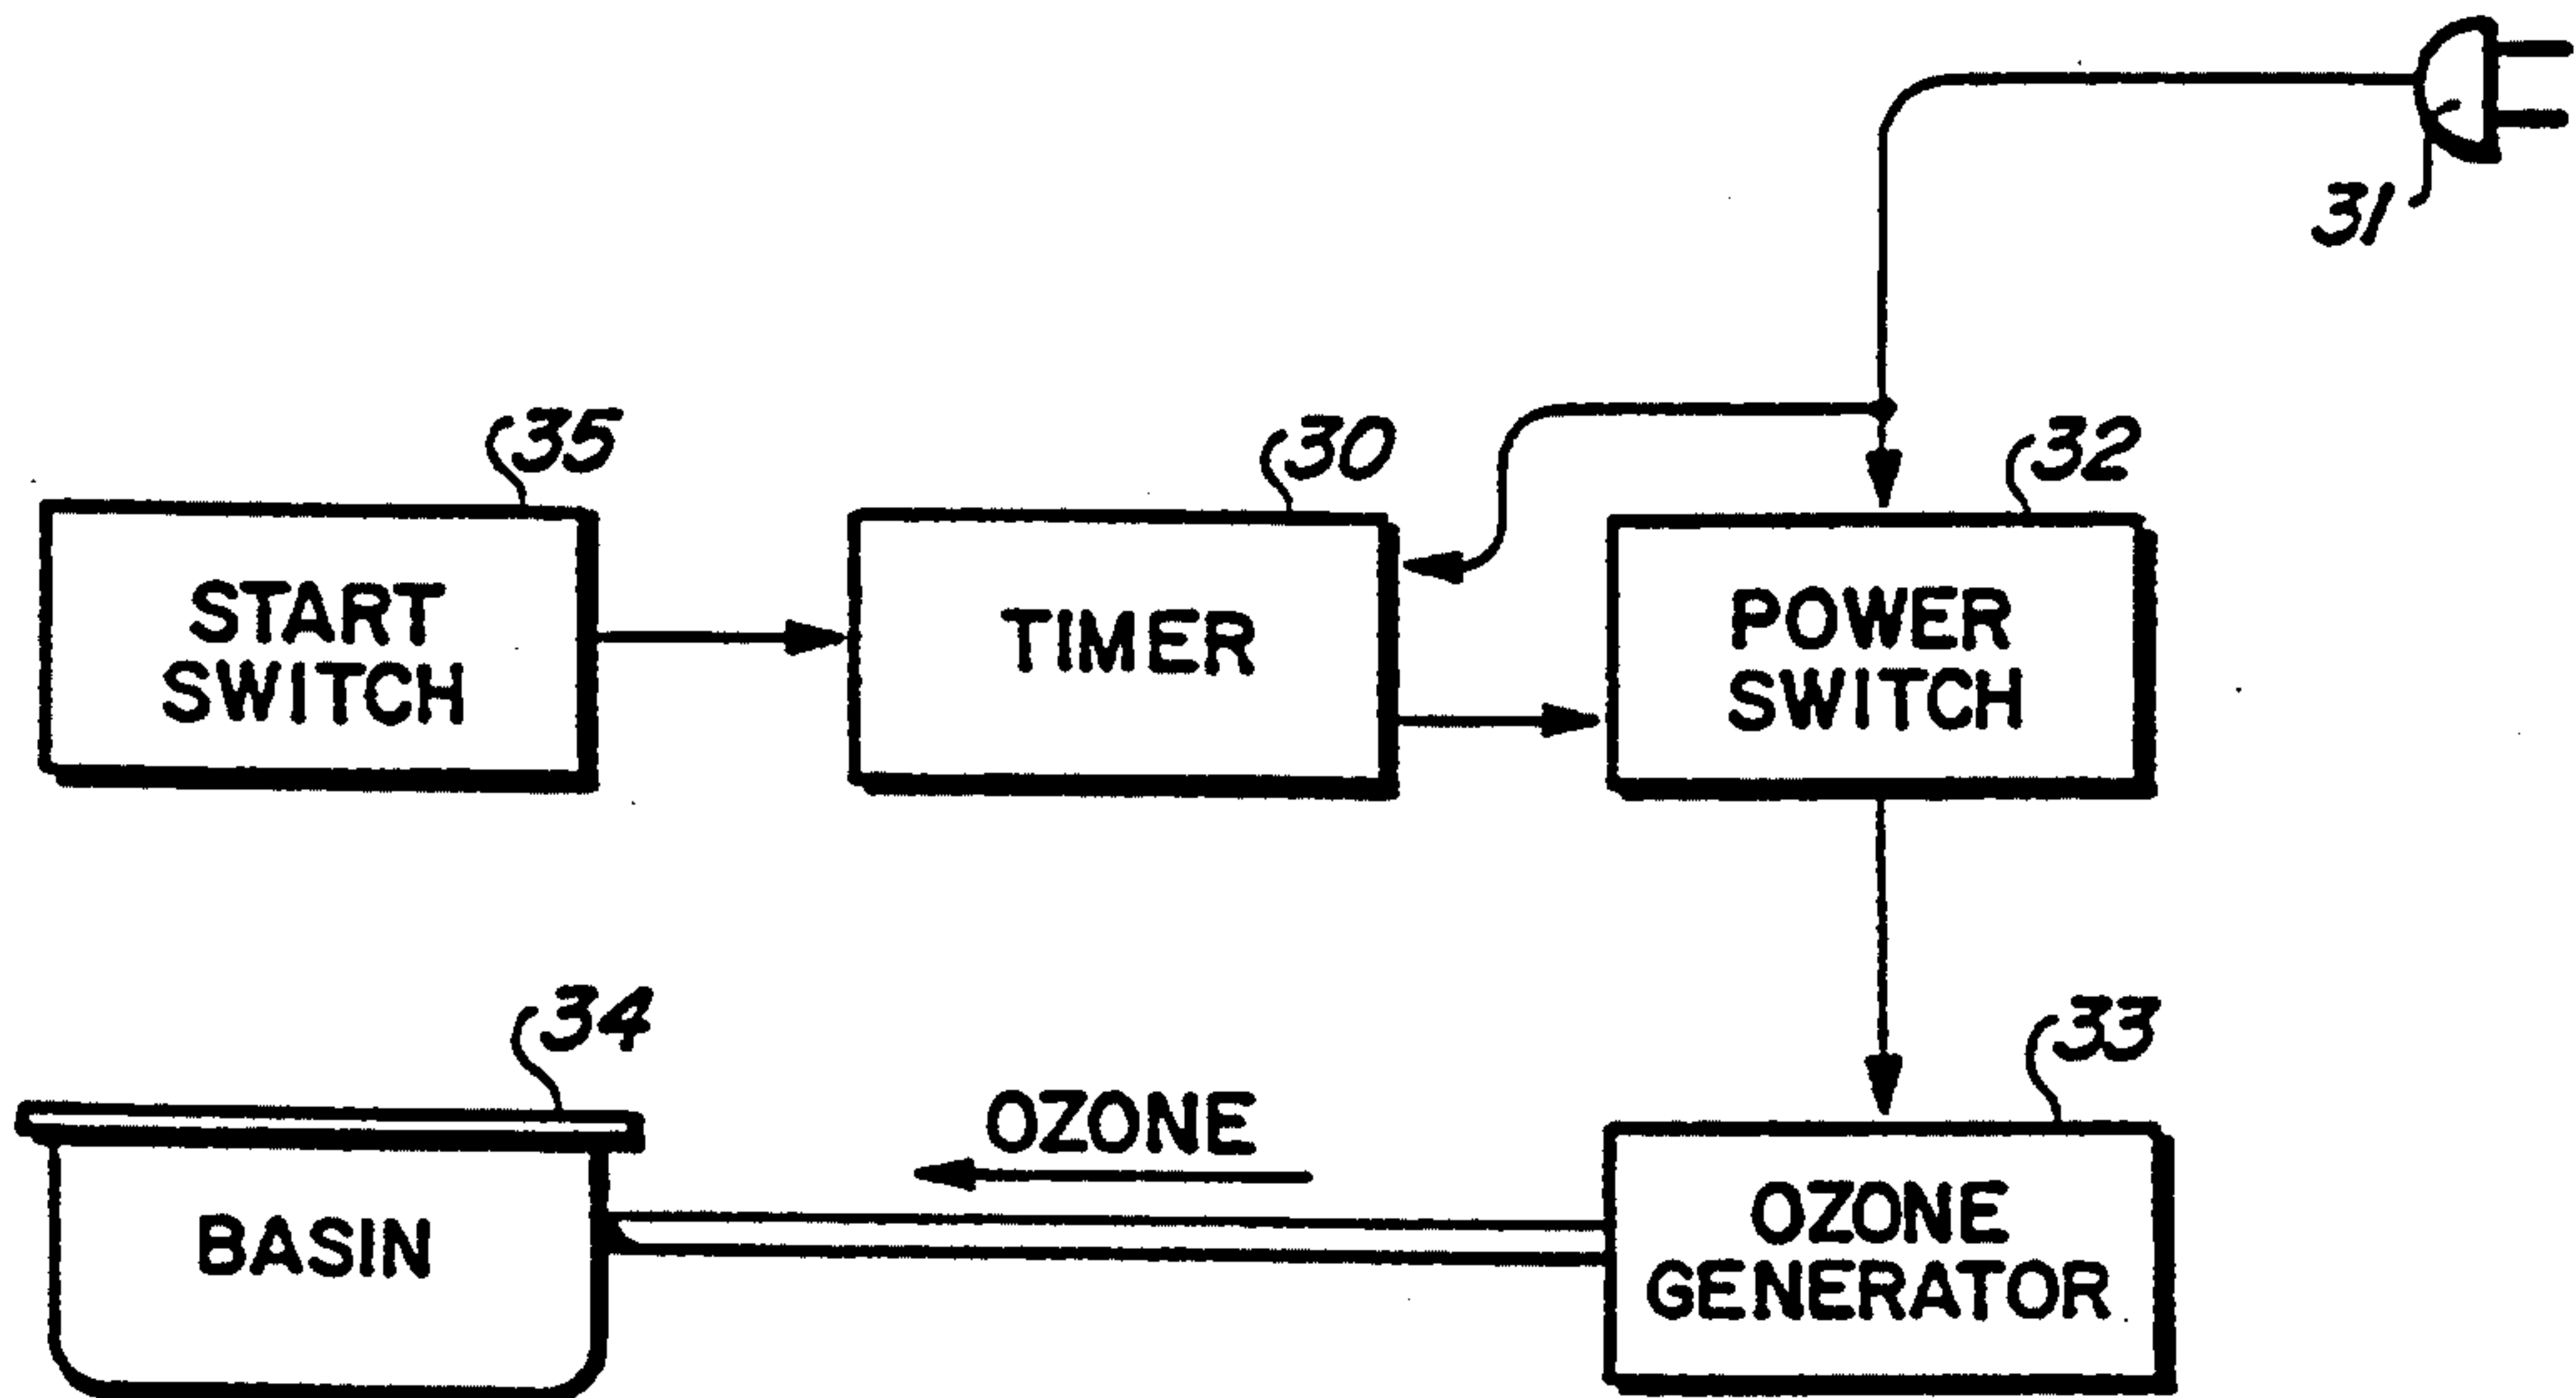 31
35
30
32
START
SWITCH
TIMER
POWER
SWITCH
34
33
OZONE
BASIN
OZONE
GENERATOR